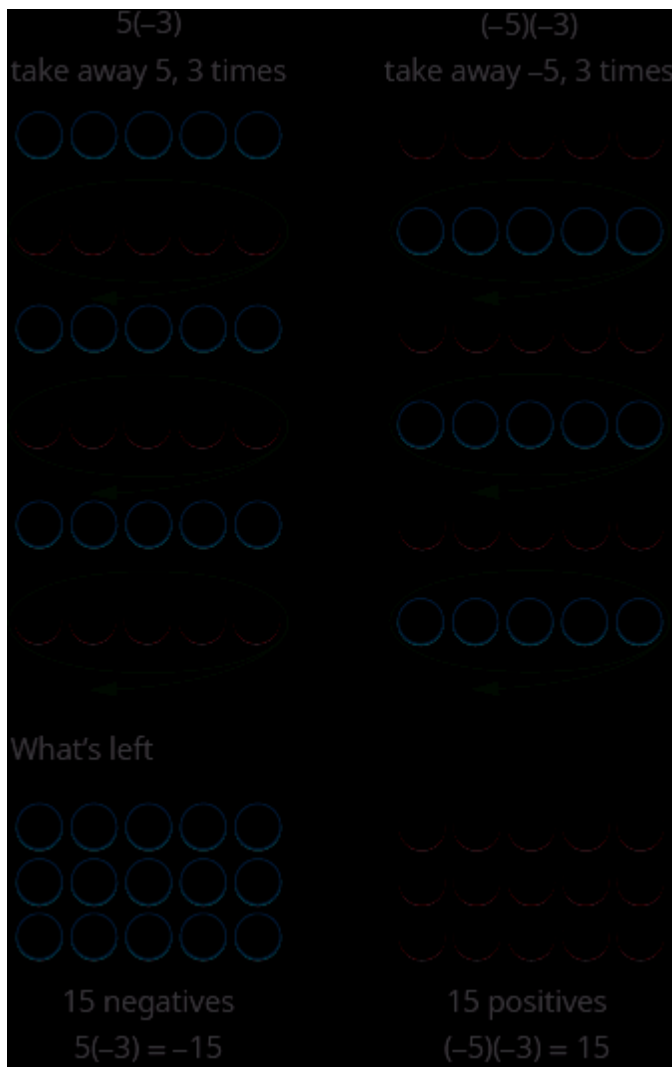 5(–3)
take away 5, 3 times
(–5)(–3)
take away –5, 3 times
What's left
15 negatives
5(–3) = –15
15 positives
(–5)(–3) = 15